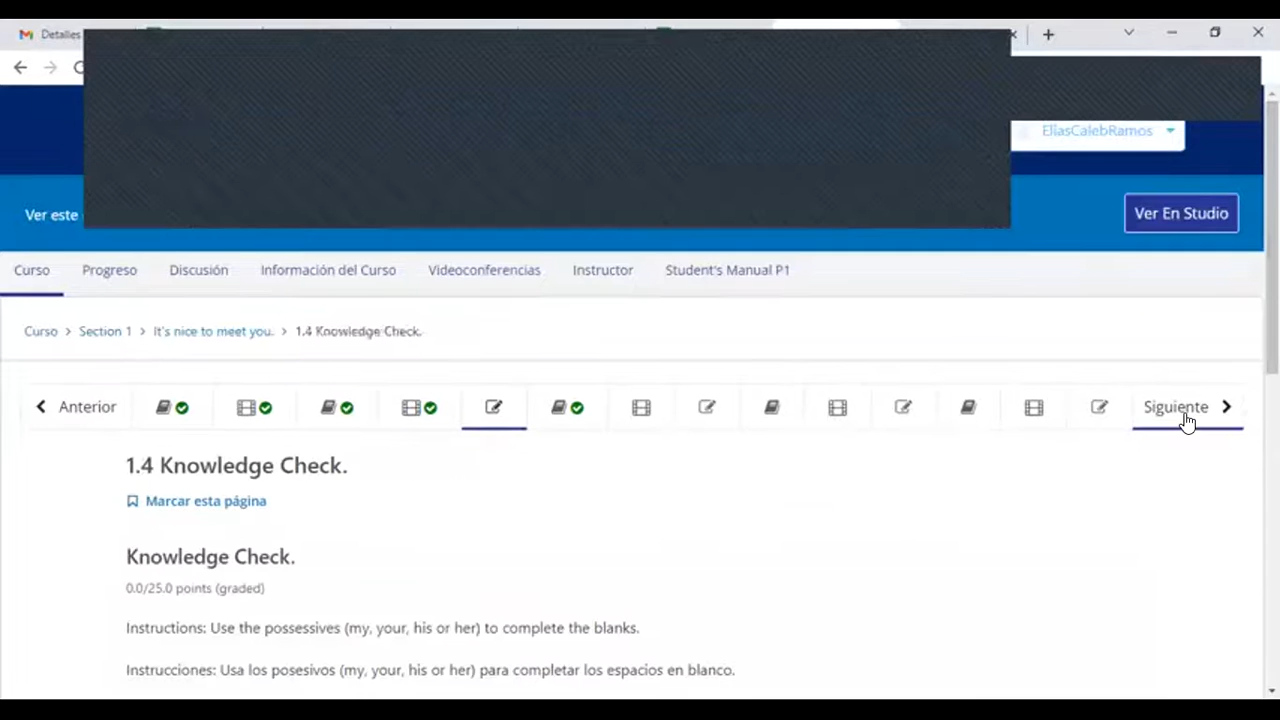 Detalles
EliasCalebRamos
Ver este
Ver En Studio
Curso Progreso Discusión Información del Curso Videoconferencias Instructor Student's Manual P1
Curso > Section 1 > It's nice to meet you. > 1.4 Knowledge Check.
Anterior Siguiente
1.4 Knowledge Check.
Marcar esta página
Knowledge Check.
0.0/25.0 points (graded)
Instructions: Use the possessives (my, your, his or her) to complete the blanks.
Instrucciones: Usa los posesivos (my, your, his or her) para completar los espacios en blanco.